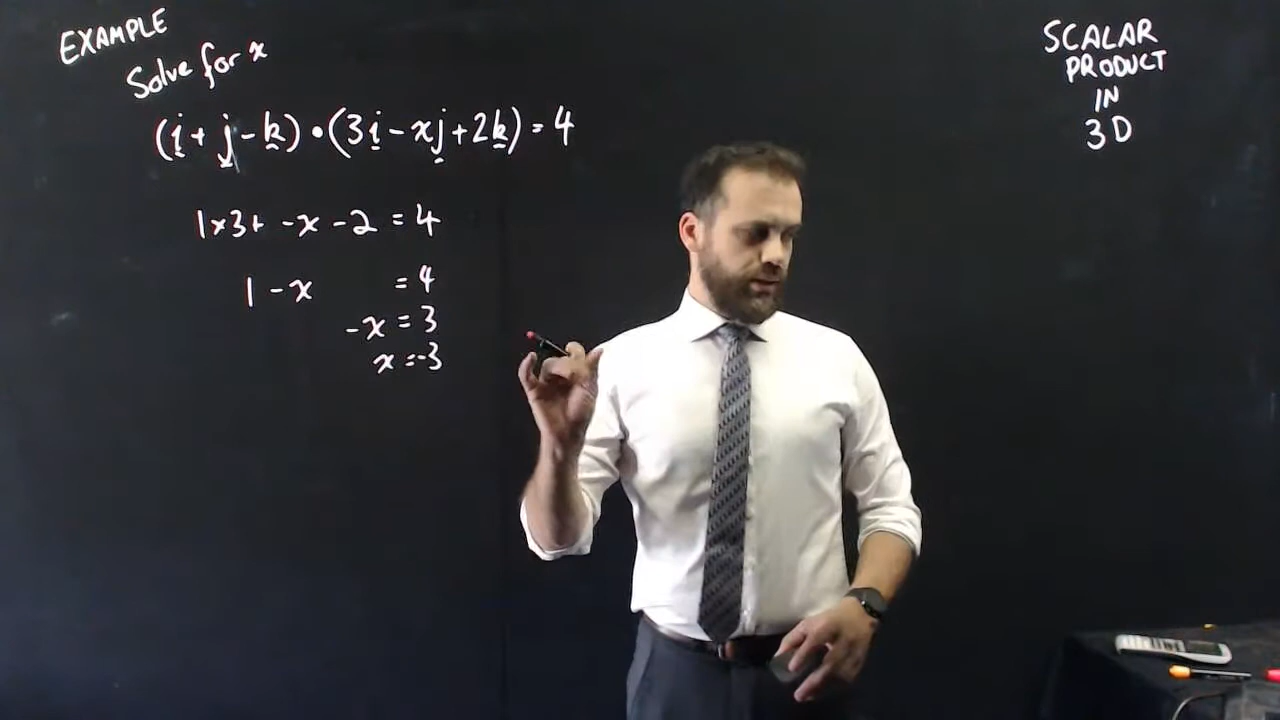 EXAMPLE
Solve for x
(i + j - k) • (3i - xj + 2k) = 4
1×3 + -x - 2 = 4
1 - x = 4
-x = 3
x = -3
SCALAR
PRODUCT
IN
3D